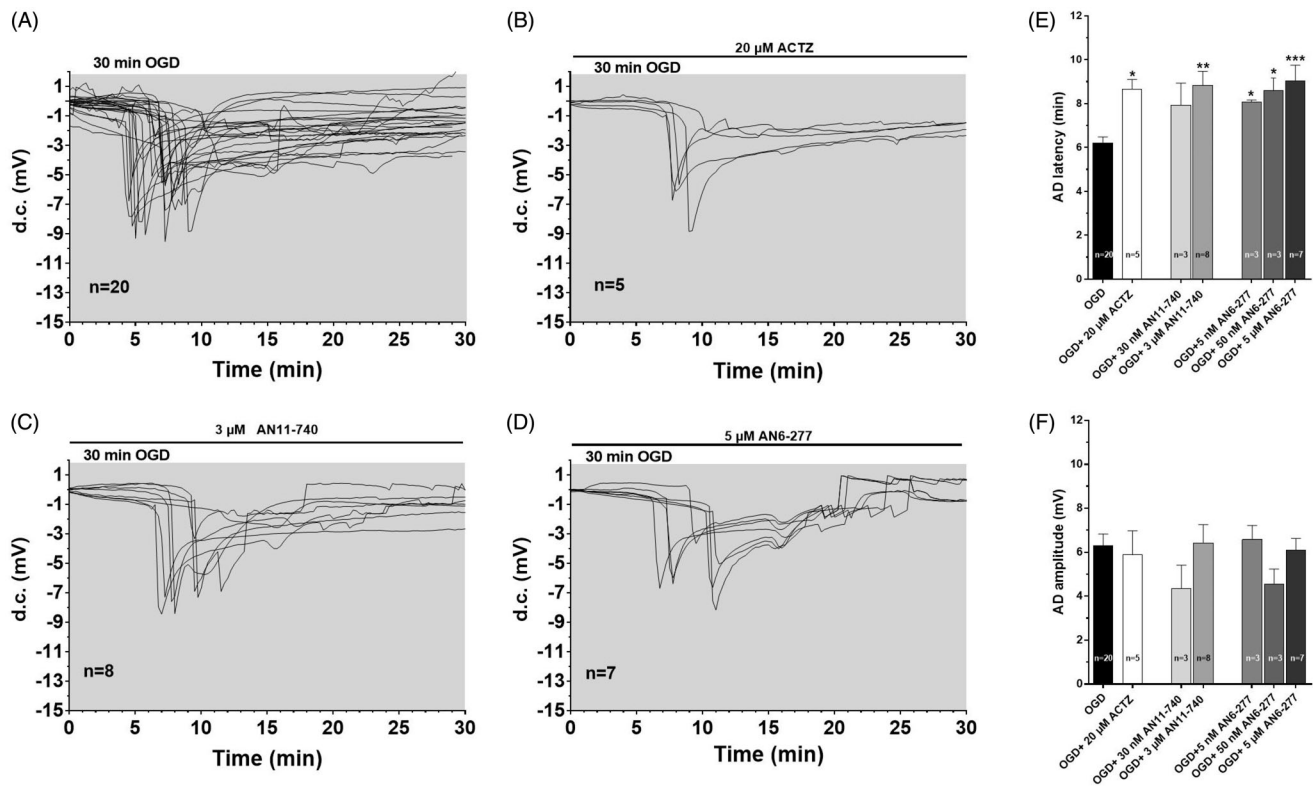 (A)
30 min OGD
d.c. (mV)
1
-1
-3
-5
-7
-9
-11
-13
-15
n=20
0 5 10 15 20 25 30
Time (min)
(B)
20 µM ACTZ
30 min OGD
d.c. (mV)
1
-1
-3
-5
-7
-9
-11
-13
-15
n=5
0 5 10 15 20 25 30
Time (min)
(E)
AD latency (min)
12
10
8
6
4
2
0
* ** * * ***
n=20 n=5 n=3 n=8 n=3 n=3 n=7
OGD
OGD+ 20 µM ACTZ
OGD+ 30 nM AN11-740
OGD+ 3 µM AN11-740
OGD+5 nM AN6-277
OGD+ 50 nM AN6-277
OGD+ 5 µM AN6-277
(C)
3 µM AN11-740
30 min OGD
d.c. (mV)
1
-1
-3
-5
-7
-9
-11
-13
-15
n=8
0 5 10 15 20 25 30
Time (min)
(D)
5 µM AN6-277
30 min OGD
d.c. (mV)
1
-1
-3
-5
-7
-9
-11
-13
-15
n=7
0 5 10 15 20 25 30
Time (min)
(F)
AD amplitude (mV)
12
10
8
6
4
2
0
n=20 n=5 n=3 n=8 n=3 n=3 n=7
OGD
OGD+ 20 µM ACTZ
OGD+ 30 nM AN11-740
OGD+ 3 µM AN11-740
OGD+5 nM AN6-277
OGD+ 50 nM AN6-277
OGD+ 5 µM AN6-277